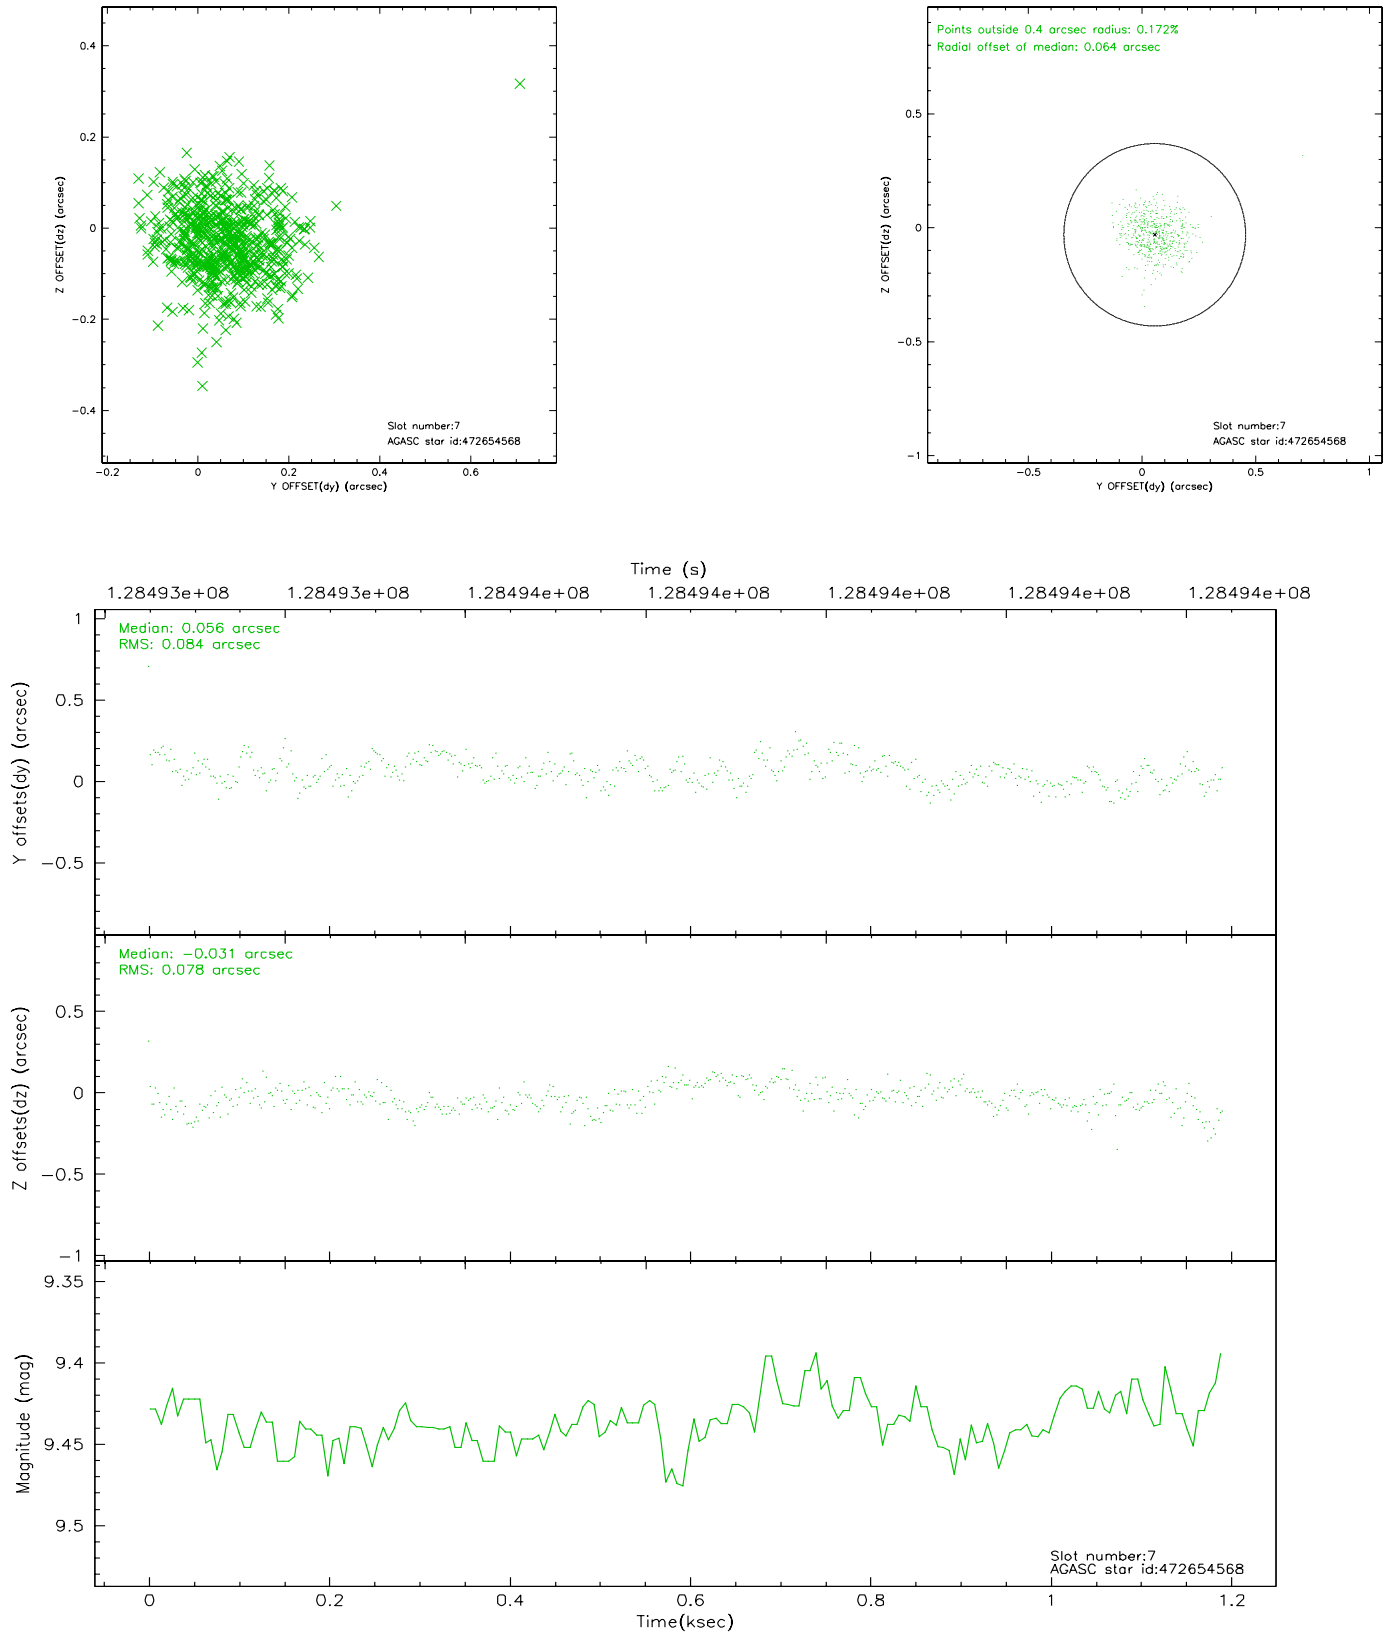 0.4
0.2
0
−0.2
−0.4
Z OFFSET(dz) (arcsec)
−0.2 0 0.2 0.4 0.6
Y OFFSET(dy) (arcsec)
Slot number:7
AGASC star id:472654568
Points outside 0.4 arcsec radius: 0.172%
Radial offset of median: 0.064 arcsec
0.5
0
−0.5
−1
Z OFFSET(dz) (arcsec)
−0.5 0 0.5 1
Y OFFSET(dy) (arcsec)
Slot number:7
AGASC star id:472654568
Time (s)
1.28493e+08 1.28493e+08 1.28494e+08 1.28494e+08 1.28494e+08 1.28494e+08 1.28494e+08
Median: 0.056 arcsec
RMS: 0.084 arcsec
1
0.5
0
−0.5
Y offsets(dy) (arcsec)
Median: −0.031 arcsec
RMS: 0.078 arcsec
0.5
0
−0.5
−1
Z offsets(dz) (arcsec)
9.35
9.4
9.45
9.5
Magnitude (mag)
Slot number:7
AGASC star id:472654568
0 0.2 0.4 0.6 0.8 1 1.2
Time(ksec)